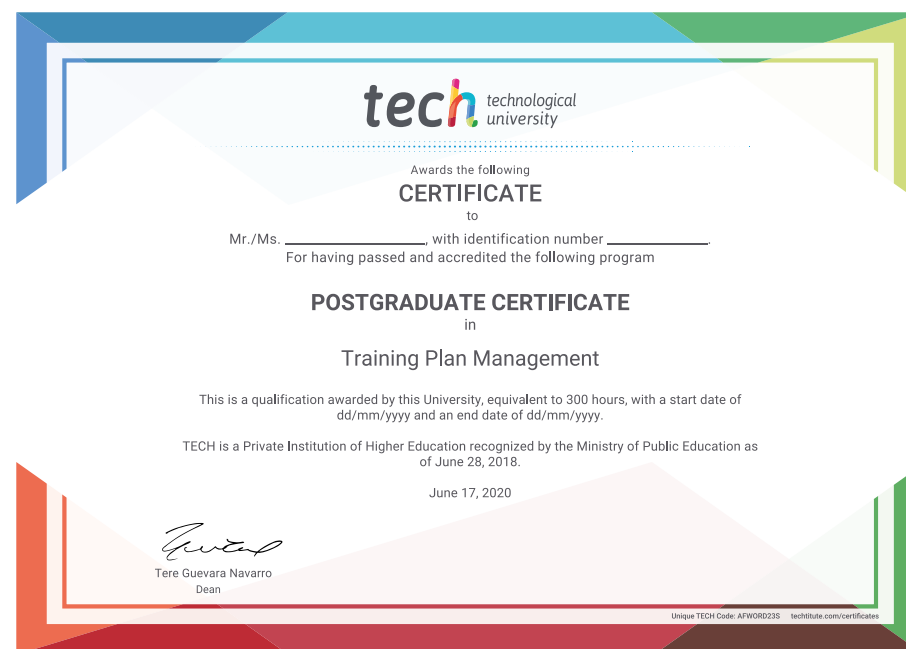 tech technological
university
Awards the following
CERTIFICATE
to
Mr./Ms. ____________________, with identification number ______________.
For having passed and accredited the following program
POSTGRADUATE CERTIFICATE
in
Training Plan Management
This is a qualification awarded by this University, equivalent to 300 hours, with a start date of
dd/mm/yyyy and an end date of dd/mm/yyyy.
TECH is a Private Institution of Higher Education recognized by the Ministry of Public Education as
of June 28, 2018.
June 17, 2020
Tere Guevara Navarro
Dean
Unique TECH Code: AFWORD23S techtitute.com/certificates